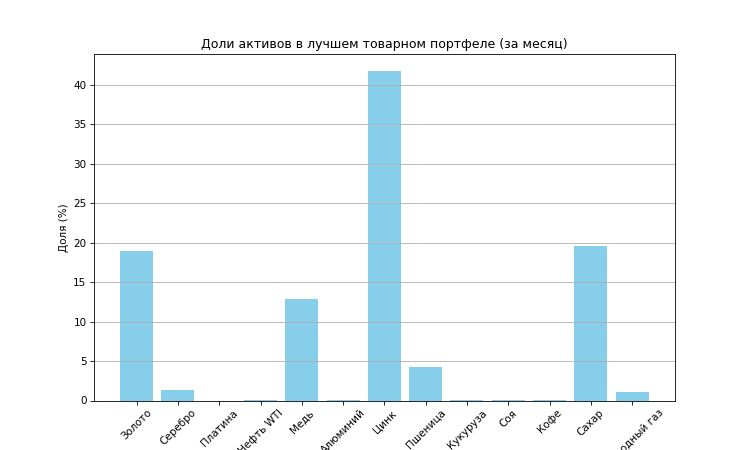 Доли активов в лучшем товарном портфеле (за месяц)
Доля (%)
40
35
30
25
20
15
10
5
0
Золото
Серебро
Платина
Нефть WTI
Медь
Алюминий
Цинк
Пшеница
Кукуруза
Соя
Кофе
Сахар
одный газ